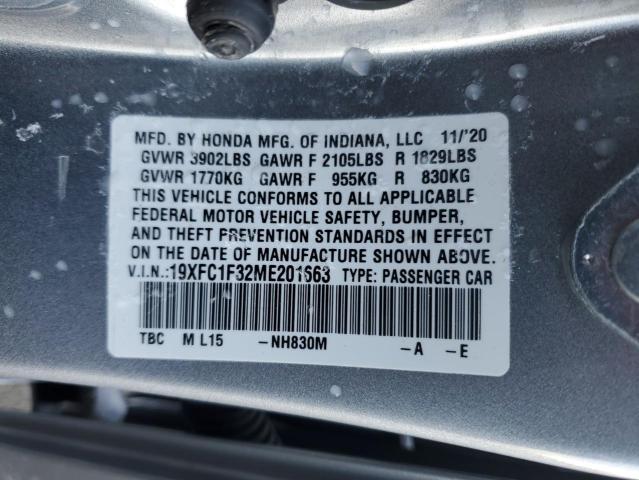 MFD. BY HONDA MFG. OF INDIANA, LLC 11/'20
GVWR 3902LBS GAWR F 2105LBS R 1829LBS
GVWR 1770KG GAWR F 955KG R 830KG
THIS VEHICLE CONFORMS TO ALL APPLICABLE
FEDERAL MOTOR VEHICLE SAFETY, BUMPER,
AND THEFT PREVENTION STANDARDS IN EFFECT
ON THE DATE OF MANUFACTURE SHOWN ABOVE.
V.I.N.:19XFC1F32ME201663 TYPE: PASSENGER CAR
TBC M L15 -NH830M -A -E